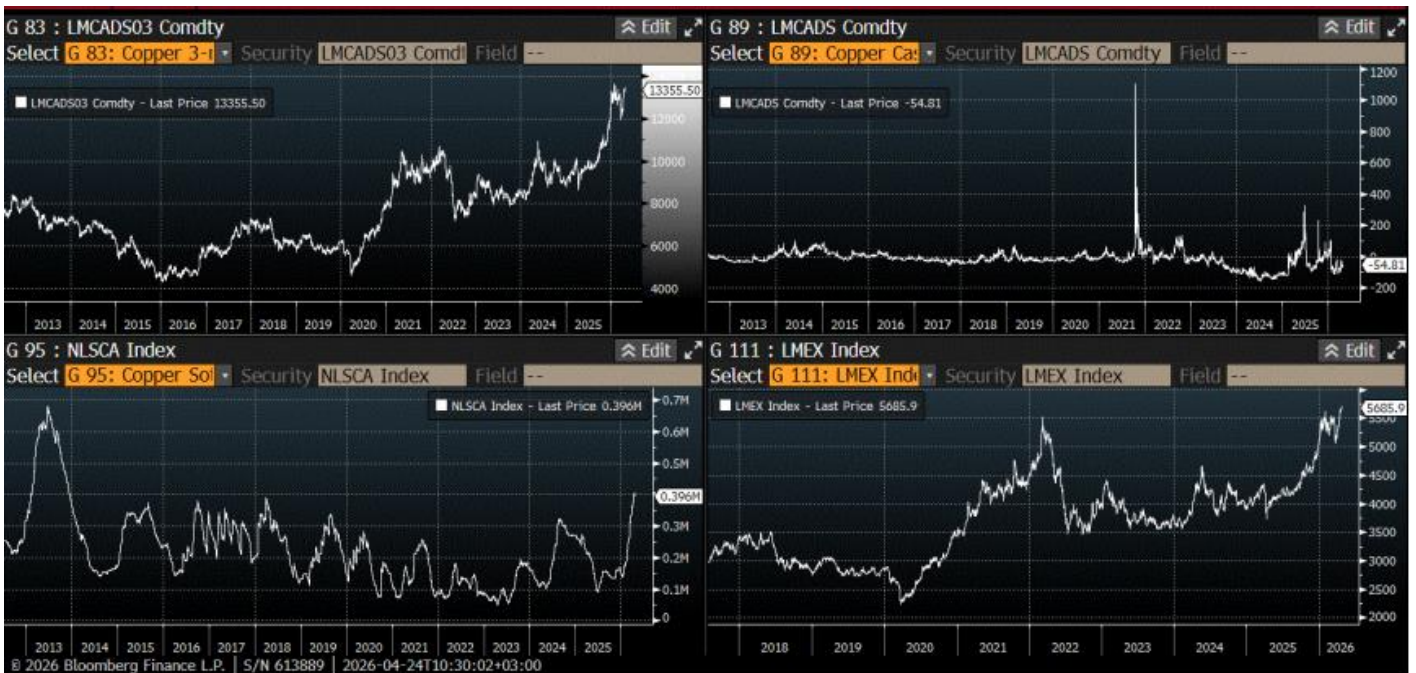 G 83 : LMCADS03 Comdty
Edit
Select G 83: Copper 3-m Security LMCADS03 Comdt Field --
LMCADS03 Comdty - Last Price 13355.50
13355.50
12000
10000
8000
6000
4000
2013 2014 2015 2016 2017 2018 2019 2020 2021 2022 2023 2024 2025
G 89 : LMCADS Comdty
Edit
Select G 89: Copper Cas Security LMCADS Comdty Field --
LMCADS Comdty - Last Price -54.81
1200
1000
800
600
400
200
0
-54.81
-200
2013 2014 2015 2016 2017 2018 2019 2020 2021 2022 2023 2024 2025
G 95 : NLSCA Index
Edit
Select G 95: Copper Sof Security NLSCA Index Field --
NLSCA Index - Last Price 0.396M
0.7M
0.6M
0.5M
0.396M
0.3M
0.2M
0.1M
0
2013 2014 2015 2016 2017 2018 2019 2020 2021 2022 2023 2024 2025
G 111 : LMEX Index
Edit
Select G 111: LMEX Inde Security LMEX Index Field --
LMEX Index - Last Price 5685.9
5685.9
5500
5000
4500
4000
3500
3000
2500
2000
2018 2019 2020 2021 2022 2023 2024 2025 2026
© 2026 Bloomberg Finance L.P. | S/N 613889 | 2026-04-24T10:30:02+03:00